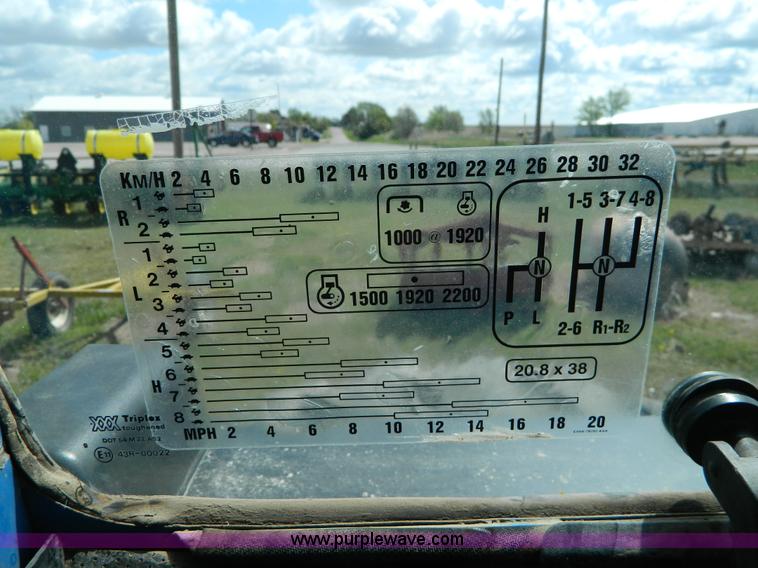 KM/H 2 4 6 8 10 12 14 16 18 20 22 24 26 28 30 32
1
R
2
1000 @ 1920
1
2
L
3
4
1500 1920 2200
5
6
H
7
8
MPH 2 4 6 8 10 12 14 16 18 20
H
N
P L
1-5 3-7 4-8
N
2-6 R1-R2
20.8 x 38
XXX Triplex
toughened
E11 43R-00022
www.purplewave.com